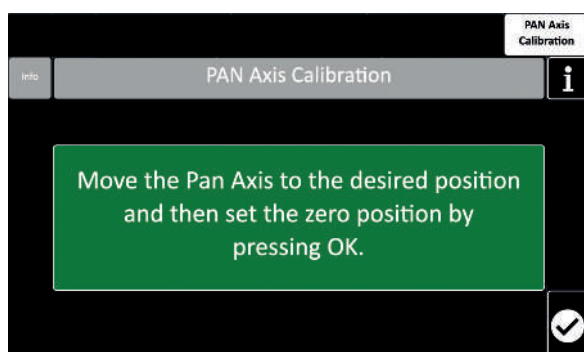 PAN Axis
Calibration
Info
PAN Axis Calibration
i
Move the Pan Axis to the desired position
and then set the zero position by
pressing OK.